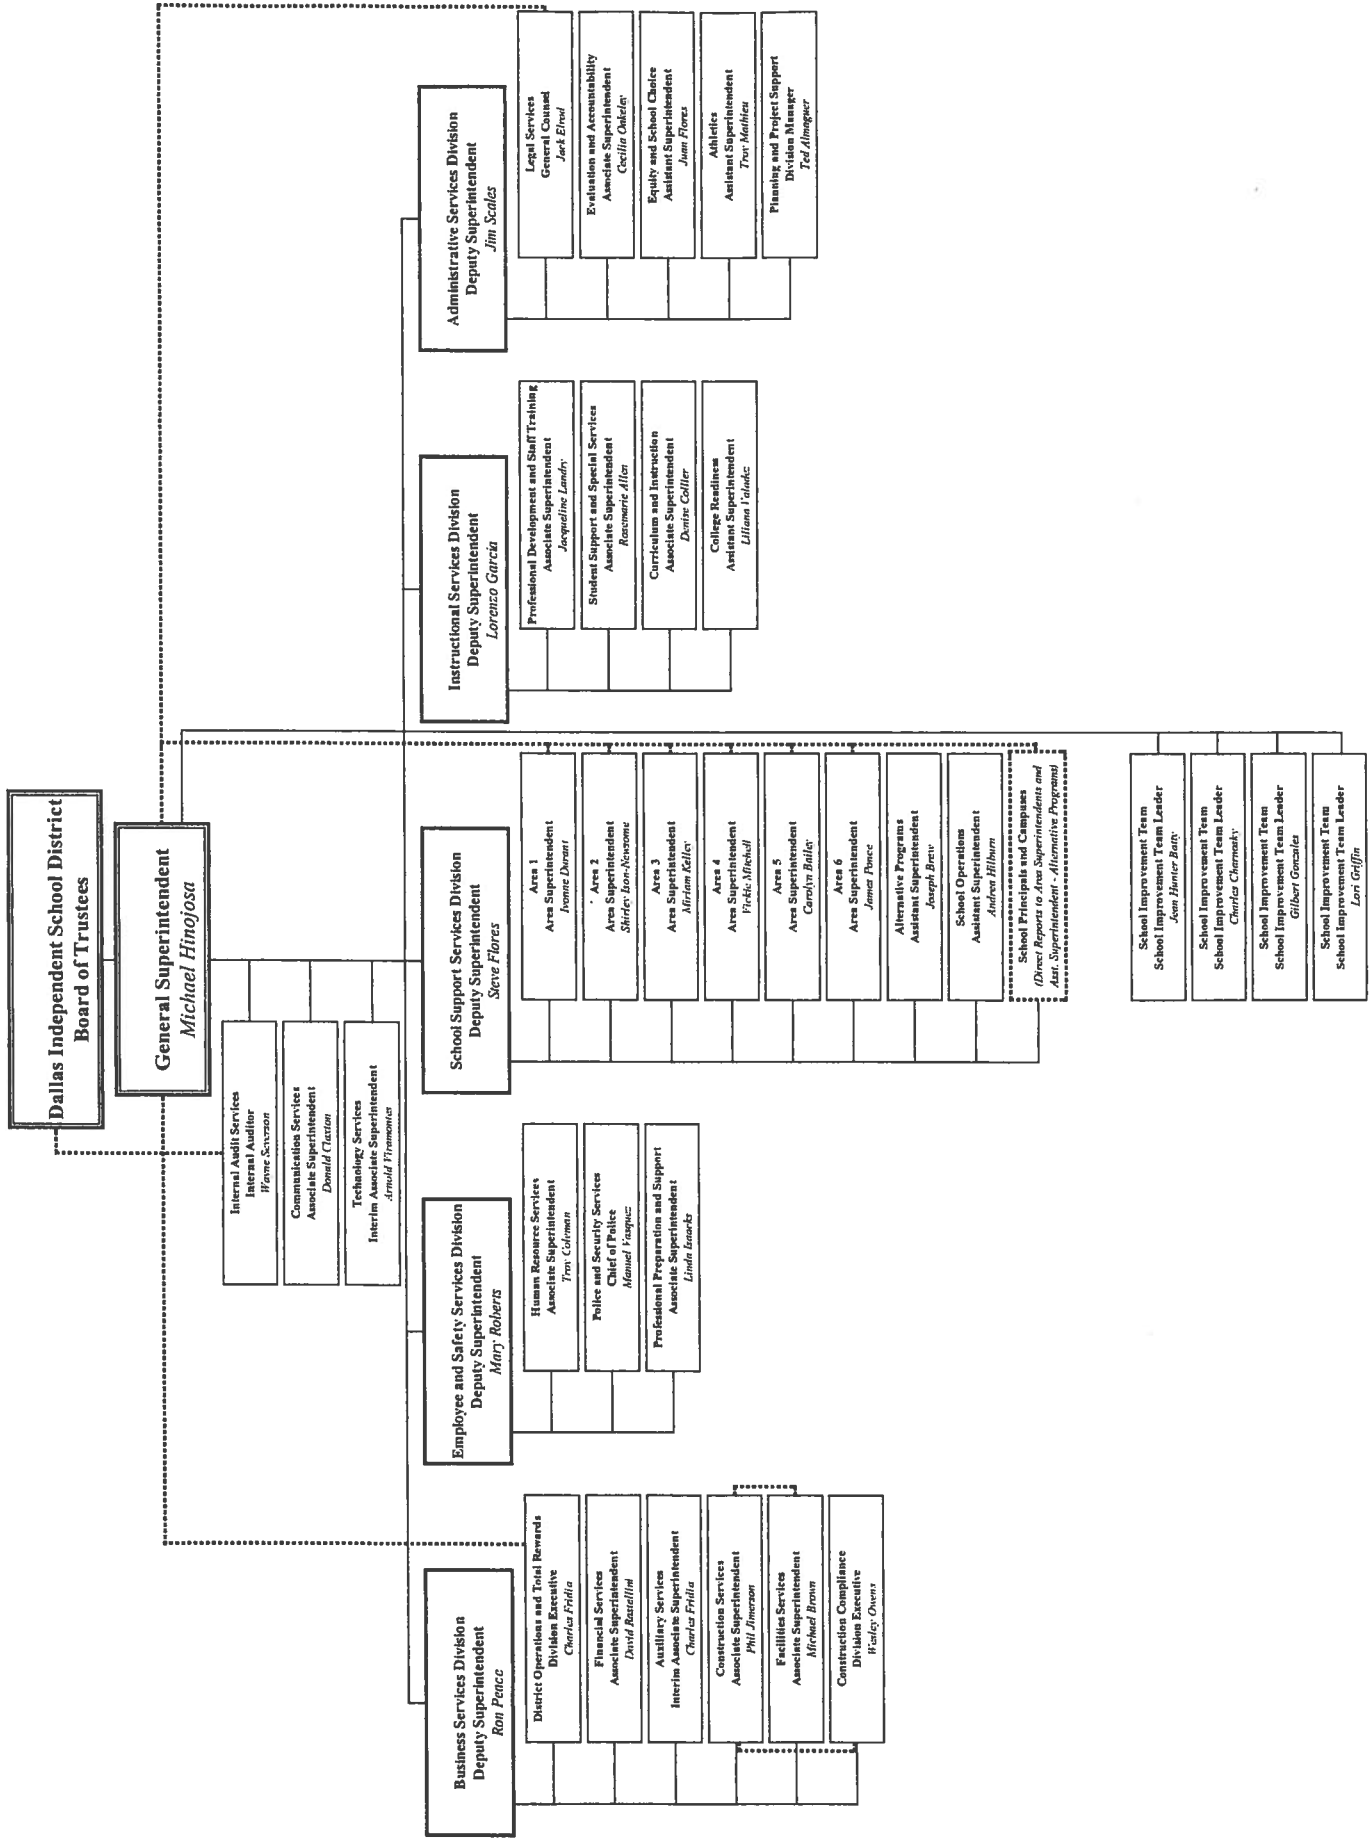 Dallas Independent School District
Board of Trustees
General Superintendent
Michael Hinojosa
Internal Audit Services
Internal Auditor
Wayne
Communication Services
Associate Superintendent
Donald Claxton
Technology Services
Interim Associate Superintendent
Arnold Viramontes
Business Services Division
Deputy Superintendent
Ron Peace
District Operations and Total Rewards
Division Executive
Charles Fridia
Financial Services
Associate Superintendent
David Rastellini
Auxiliary Services
Interim Associate Superintendent
Charles Fridia
Construction Services
Associate Superintendent
Phil Jimerson
Facilities Services
Associate Superintendent
Michael Brown
Construction Compliance
Division Executive
Wesley Owens
Employee and Safety Services Division
Deputy Superintendent
Mary Roberts
Human Resource Services
Associate Superintendent
Troy Coleman
Police and Security Services
Chief of Police
Manuel Vasquez
Professional Preparation and Support
Associate Superintendent
Linda Isaacks
School Support Services Division
Deputy Superintendent
Steve Flores
Area 1
Area Superintendent
Ivonne Durant
Area 2
Area Superintendent
Shirley Ison-Newsome
Area 3
Area Superintendent
Miriam Kelley
Area 4
Area Superintendent
Vickie Mitchell
Area 5
Area Superintendent
Carolyn Bailey
Area 6
Area Superintendent
James Ponce
Alternative Programs
Assistant Superintendent
Joseph Brew
School Operations
Assistant Superintendent
Andrea Hilburn
School Principals and Campuses
(Direct Reports to Area Superintendents and
Asst. Superintendent - Alternative Programs)
School Improvement Team
School Improvement Team Leader
Jean Hunter Batty
School Improvement Team
School Improvement Team Leader
Charles Charnosky
School Improvement Team
School Improvement Team Leader
Gilbert Gonzales
School Improvement Team
School Improvement Team Leader
Lori Griffin
Instructional Services Division
Deputy Superintendent
Lorenzo García
Professional Development and Staff Training
Associate Superintendent
Jacqueline Landry
Student Support and Special Services
Associate Superintendent
Rosemarie Allen
Curriculum and Instruction
Associate Superintendent
Denise Collier
College Readiness
Assistant Superintendent
Liliana Valadez
Administrative Services Division
Deputy Superintendent
Jim Scales
Legal Services
General Counsel
Jack Elrod
Evaluation and Accountability
Associate Superintendent
Cecilia Oakeley
Equity and School Choice
Assistant Superintendent
Juan Flores
Athletics
Assistant Superintendent
Troy Mathieu
Planning and Project Support
Division Manager
Ted Almaguer